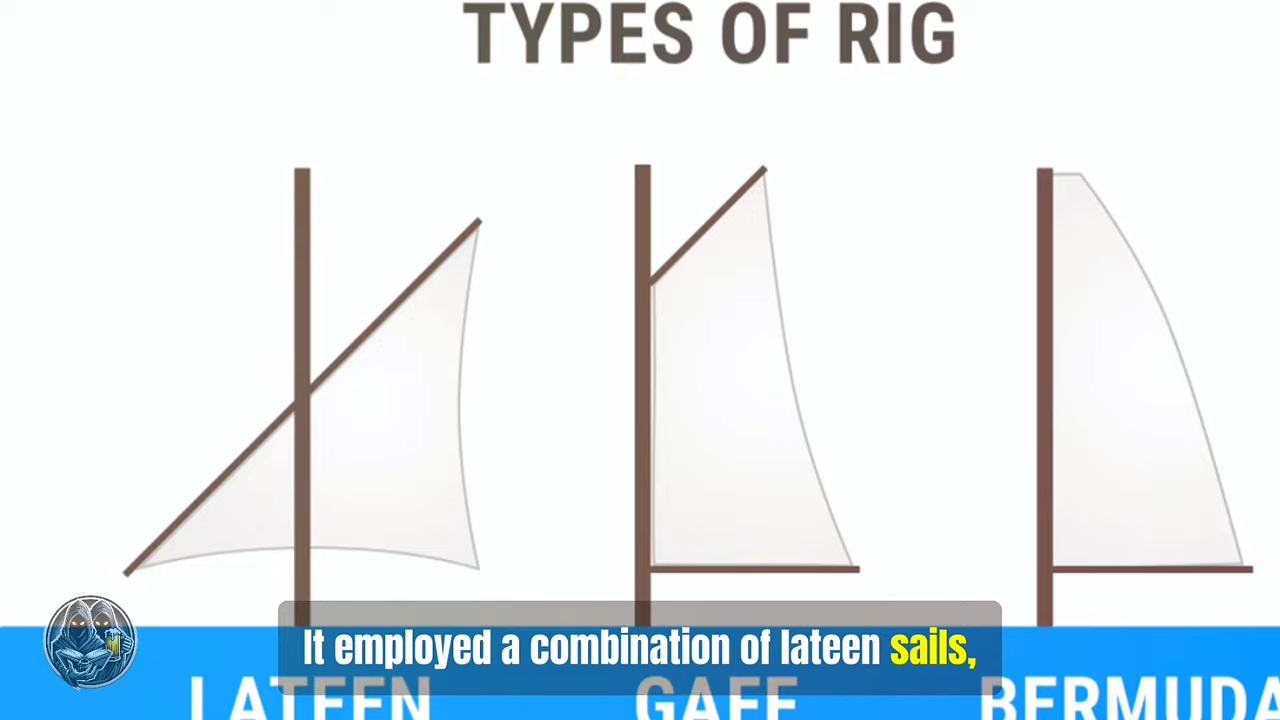 TYPES OF RIG
It employed a combination of lateen sails,
LATEEN GAFF BERMUDA